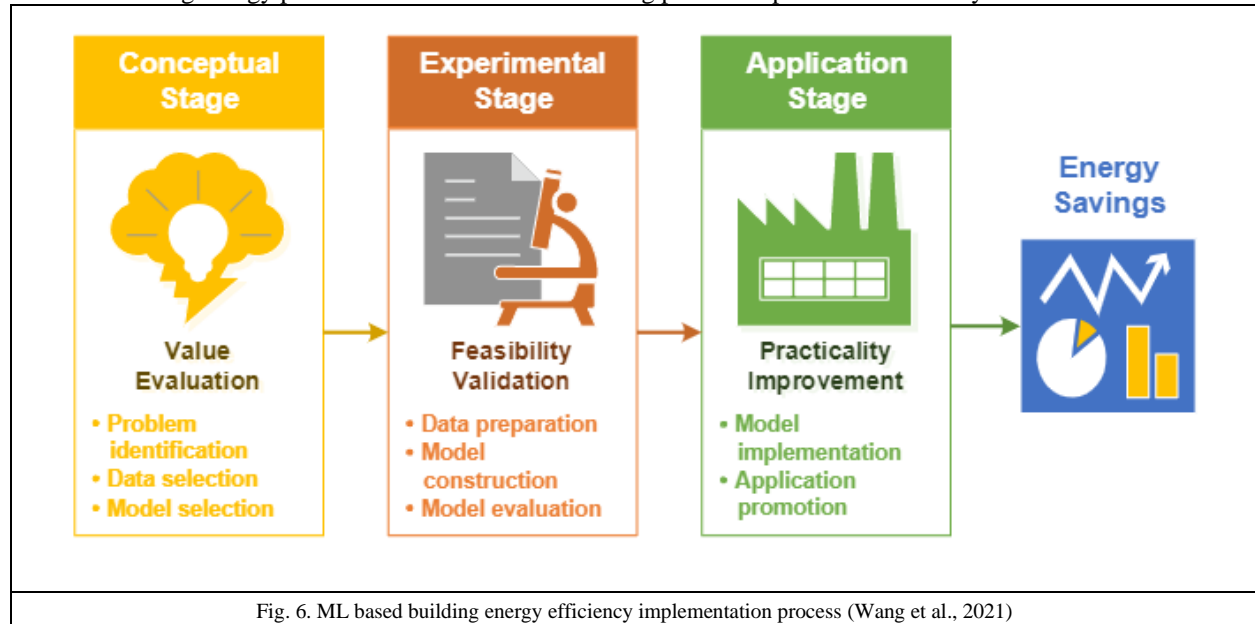 Conceptual
Stage
Value
Evaluation
• Problem
identification
• Data selection
• Model selection
Experimental
Stage
Feasibility
Validation
• Data preparation
• Model
construction
• Model evaluation
Application
Stage
Practicality
Improvement
• Model
implementation
• Application
promotion
Energy
Savings
Fig. 6. ML based building energy efficiency implementation process (Wang et al., 2021)